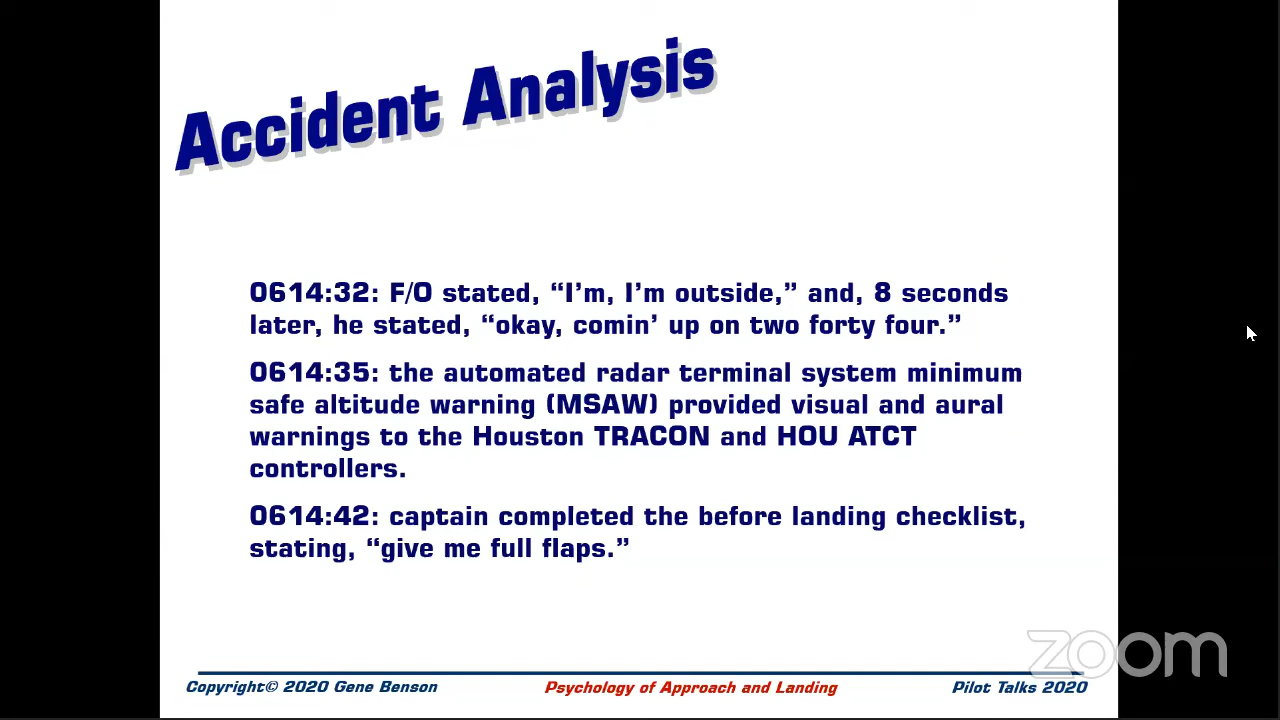 Accident Analysis
0614:32: F/O stated, “I’m, I’m outside,” and, 8 seconds
later, he stated, “okay, comin’ up on two forty four.”
0614:35: the automated radar terminal system minimum
safe altitude warning (MSAW) provided visual and aural
warnings to the Houston TRACON and HOU ATCT
controllers.
0614:42: captain completed the before landing checklist,
stating, “give me full flaps.”
zoom
Copyright© 2020 Gene Benson
Psychology of Approach and Landing
Pilot Talks 2020